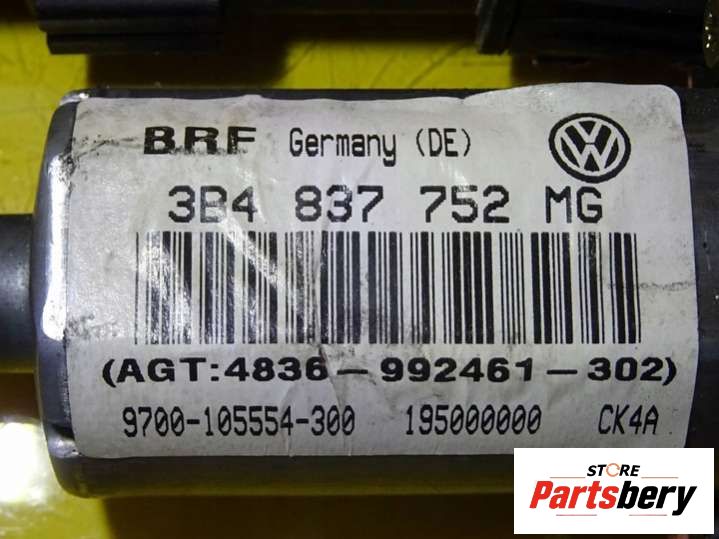 BRF Germany (DE)
3B4 837 752 MG
(AGT:4836-992461-302)
9700-105554-300 195000000 CK4A
STORE
Partsbery